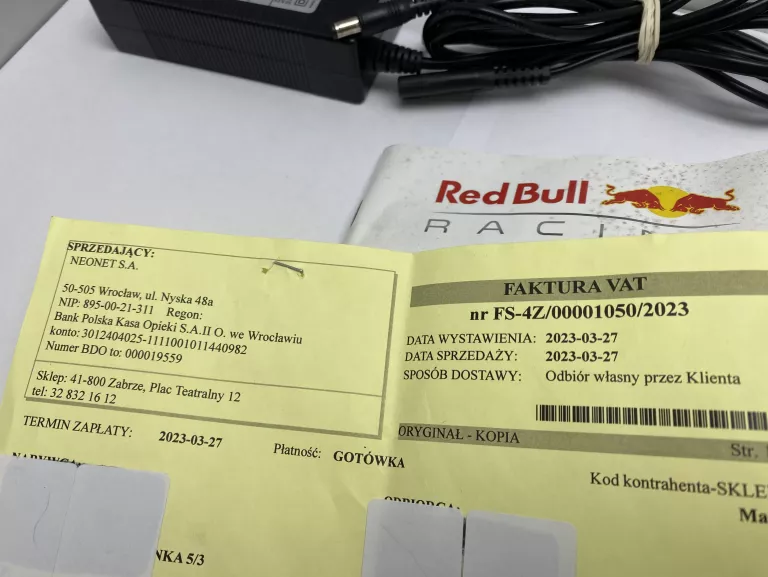 Red Bull
RACIN
SPRZEDAJĄCY:
NEONET S.A.
50-505 Wrocław, ul. Nyska 48a
NIP: 895-00-21-311 Regon:
Bank Polska Kasa Opieki S.A.II O. we Wrocławiu
konto: 3012404025-1111001011440982
Numer BDO to: 000019559
Sklep: 41-800 Zabrze, Plac Teatralny 12
tel: 32 832 16 12
TERMIN ZAPŁATY: 2023-03-27 Płatność: GOTÓWKA
FAKTURA VAT
nr FS-4Z/00001050/2023
DATA WYSTAWIENIA: 2023-03-27
DATA SPRZEDAŻY: 2023-03-27
SPOSÓB DOSTAWY: Odbiór własny przez Klienta
ORYGINAŁ - KOPIA
Str.
Kod kontrahenta-SKLE
Ma
NKA 5/3